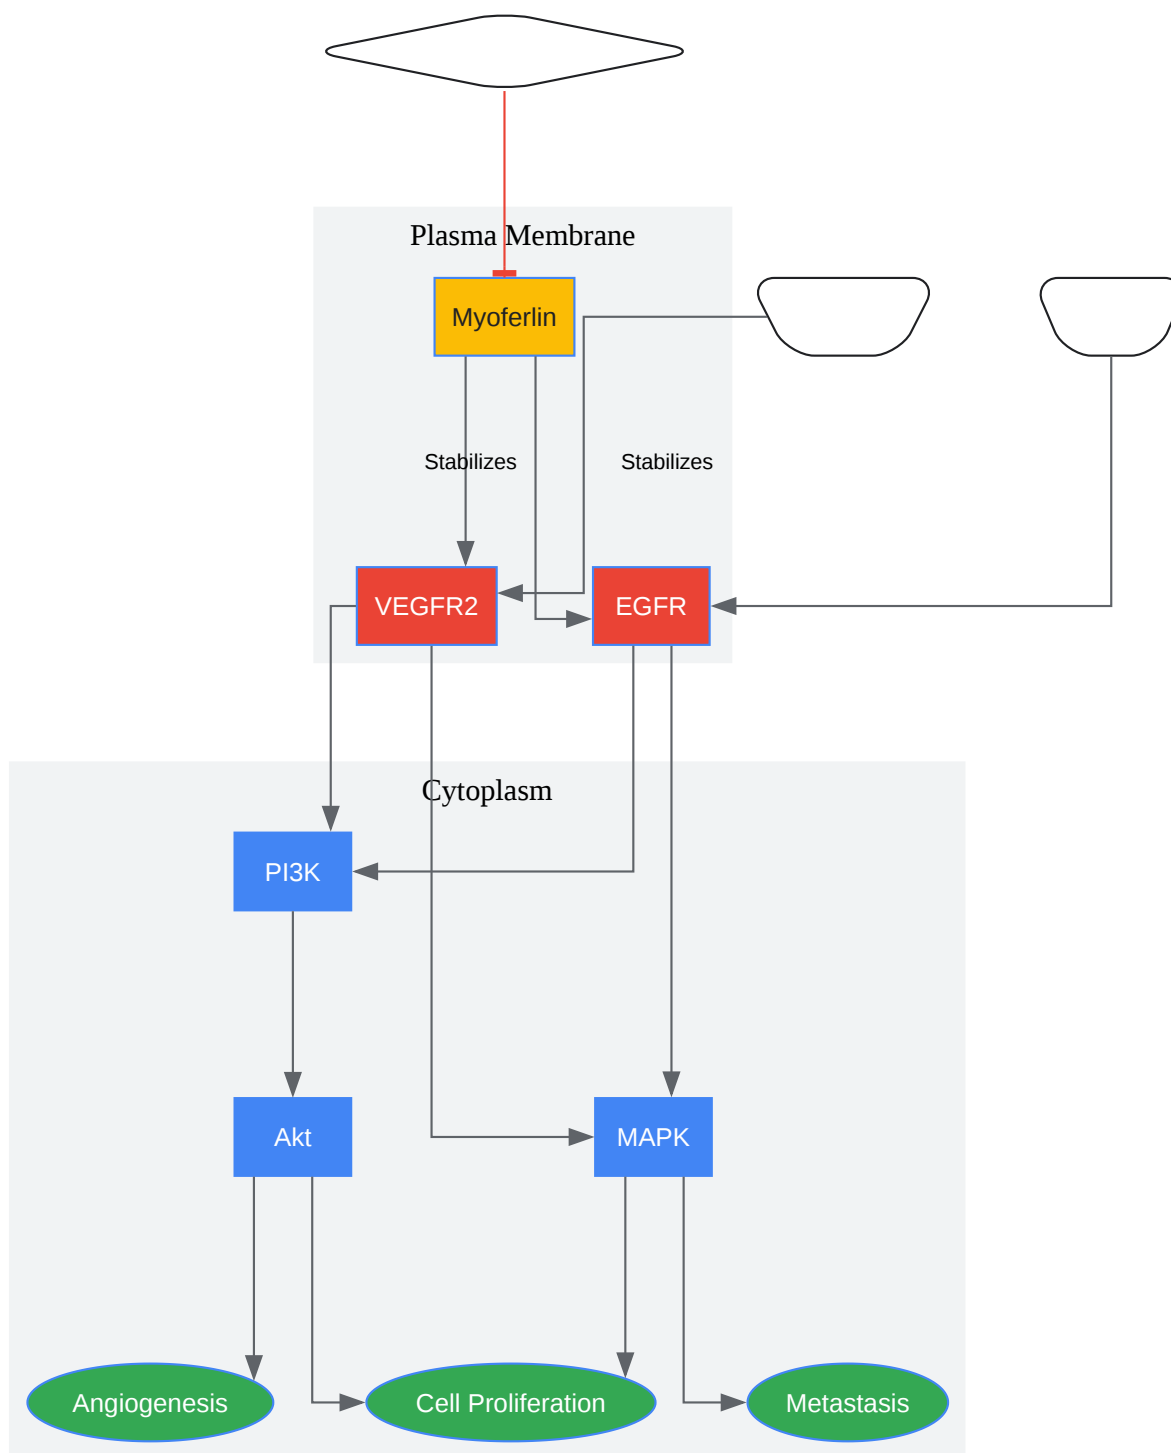 Plasma Membrane
Myoferlin
Stabilizes
Stabilizes
VEGFR2
EGFR
Cytoplasm
PI3K
Akt
MAPK
Angiogenesis
Cell Proliferation
Metastasis